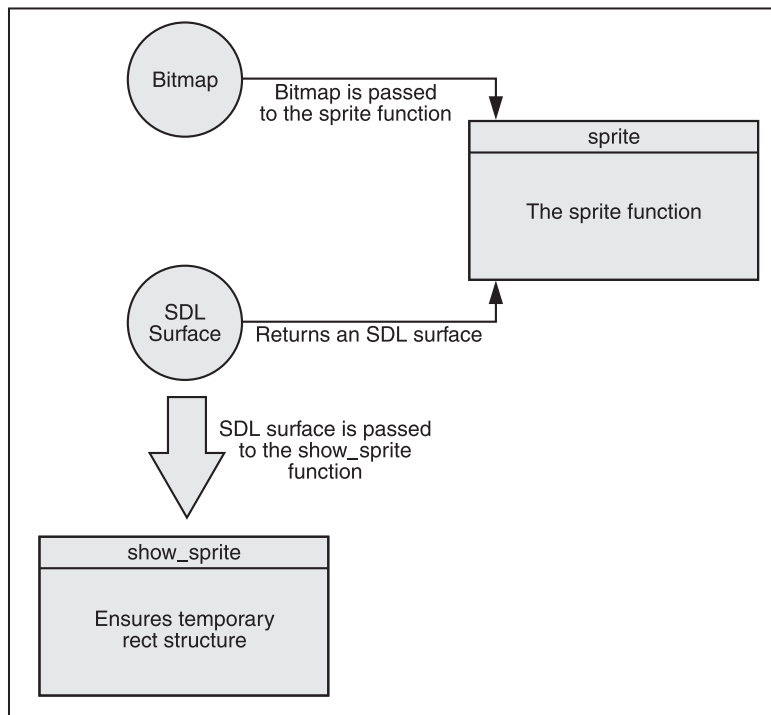 Bitmap
Bitmap is passed
to the sprite function
sprite
The sprite function
SDL
Surface
Returns an SDL surface
SDL surface is passed
to the show_sprite
function
show_sprite
Ensures temporary
rect structure